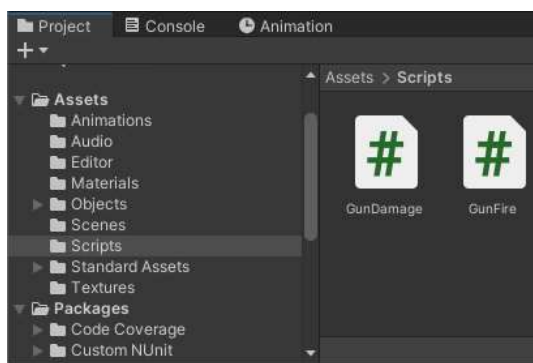 Project
Console
Animation
Assets > Scripts
Assets
Animations
Audio
Editor
Materials
Objects
Scenes
Scripts
Standard Assets
Textures
Packages
Code Coverage
Custom NUnit
#
#
GunDamage
GunFire